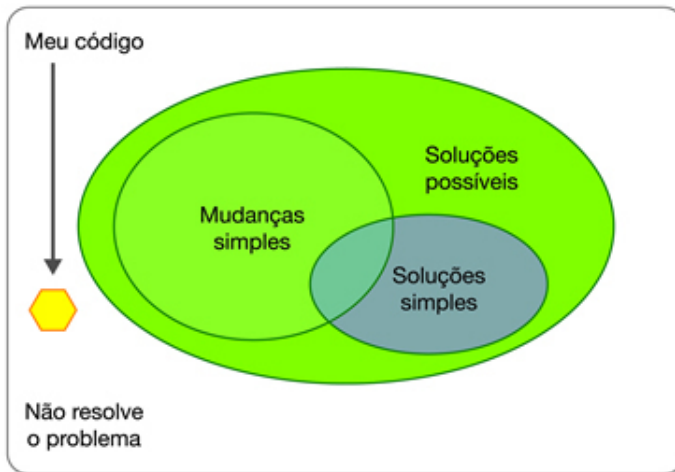 Meu código
Soluções
possíveis
Mudanças
simples
Soluções
simples
Não resolve
o problema